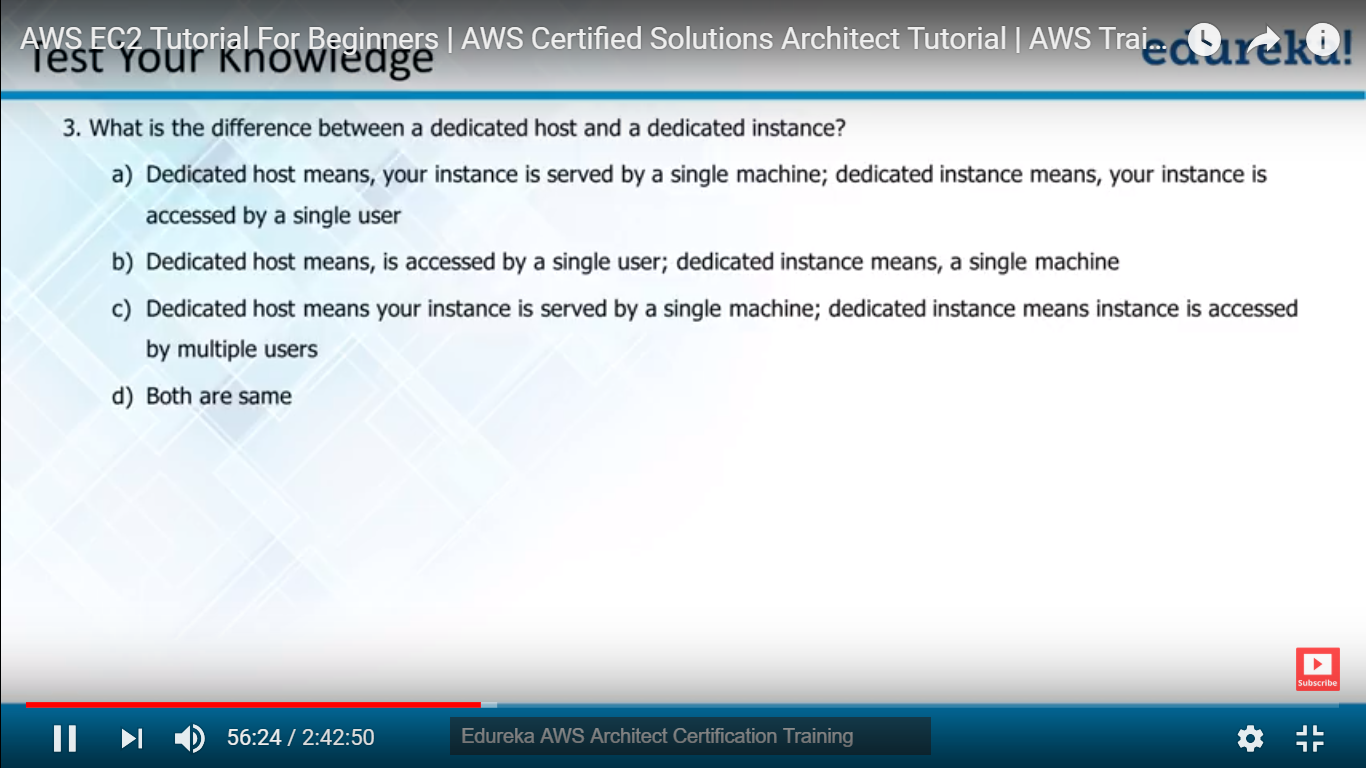 AWS EC2 Tutorial For Beginners | AWS Certified Solutions Architect Tutorial | AWS Trai...
Test Your Knowledge
edureka!
3. What is the difference between a dedicated host and a dedicated instance?
a) Dedicated host means, your instance is served by a single machine; dedicated instance means, your instance is
accessed by a single user
b) Dedicated host means, is accessed by a single user; dedicated instance means, a single machine
c) Dedicated host means your instance is served by a single machine; dedicated instance means instance is accessed
by multiple users
d) Both are same
Subscribe
56:24 / 2:42:50
Edureka AWS Architect Certification Training